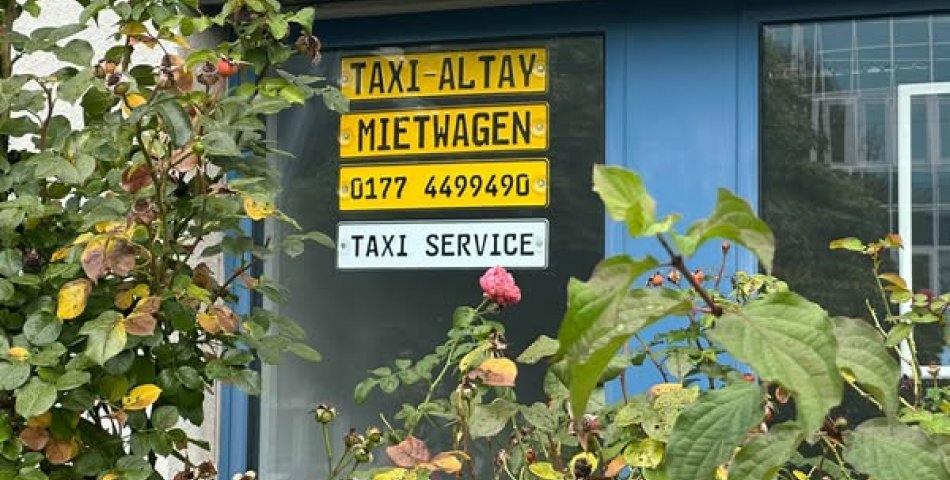 TAXI-ALTAY
MIETWAGEN
0177 4499490
TAXI SERVICE